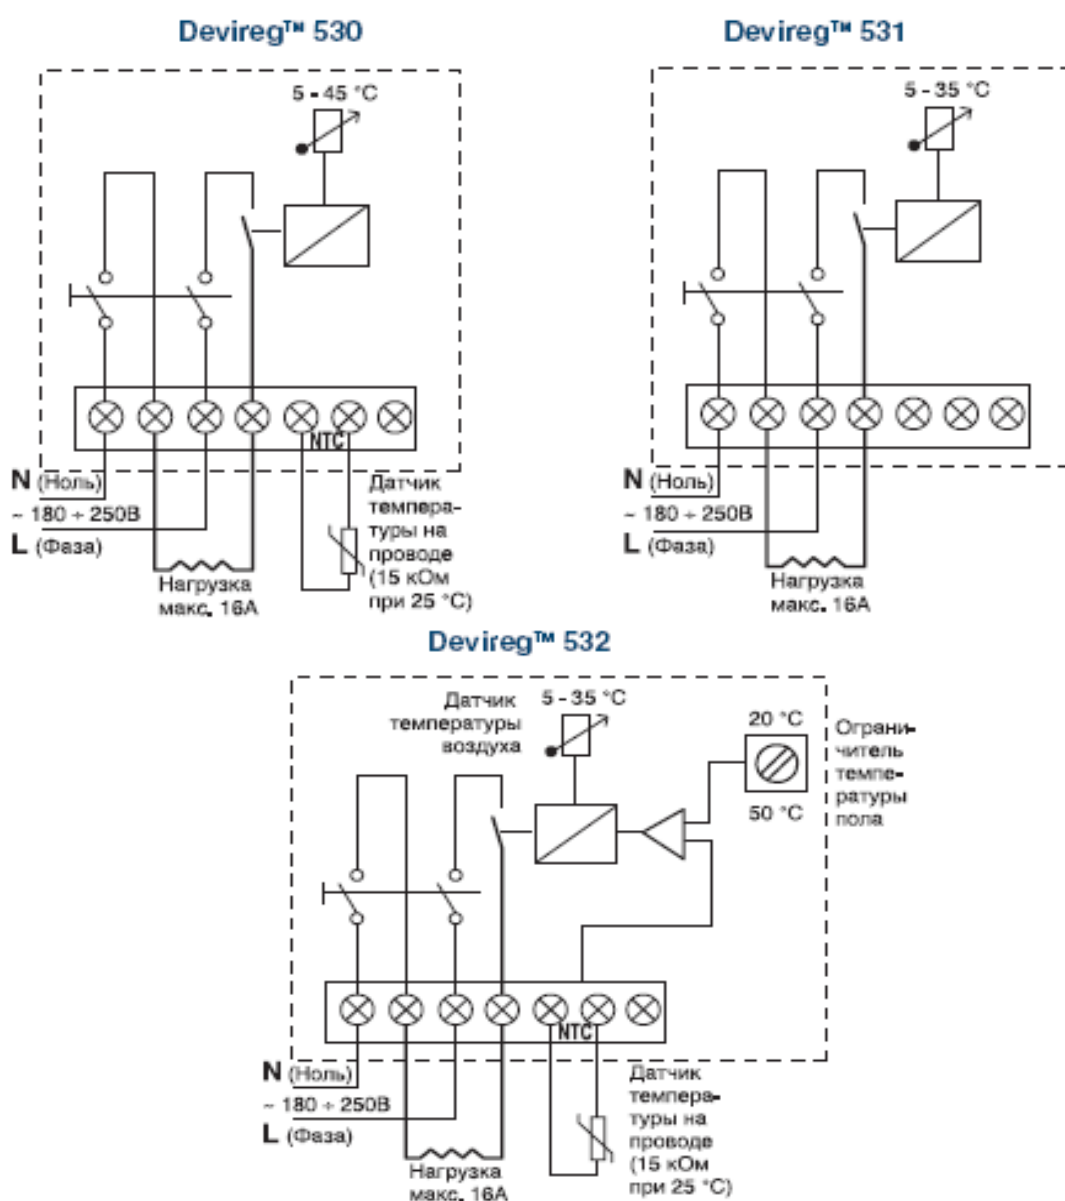 Devireg™ 530
5 - 45 °C
NTC
N (Ноль)
~ 180 ÷ 250В
L (Фаза)
Нагрузка
макс. 16А
Датчик
темпера-
туры на
проводе
(15 кОм
при 25 °C)
Devireg™ 531
5 - 35 °C
N (Ноль)
~ 180 ÷ 250В
L (Фаза)
Нагрузка
макс. 16А
Devireg™ 532
Датчик
температуры
воздуха
5 - 35 °C
20 °C
50 °C
Ограни-
читель
темпе-
ратуры
пола
NTC
N (Ноль)
~ 180 ÷ 250В
L (Фаза)
Нагрузка
макс. 16А
Датчик
темпера-
туры на
проводе
(15 кОм
при 25 °C)